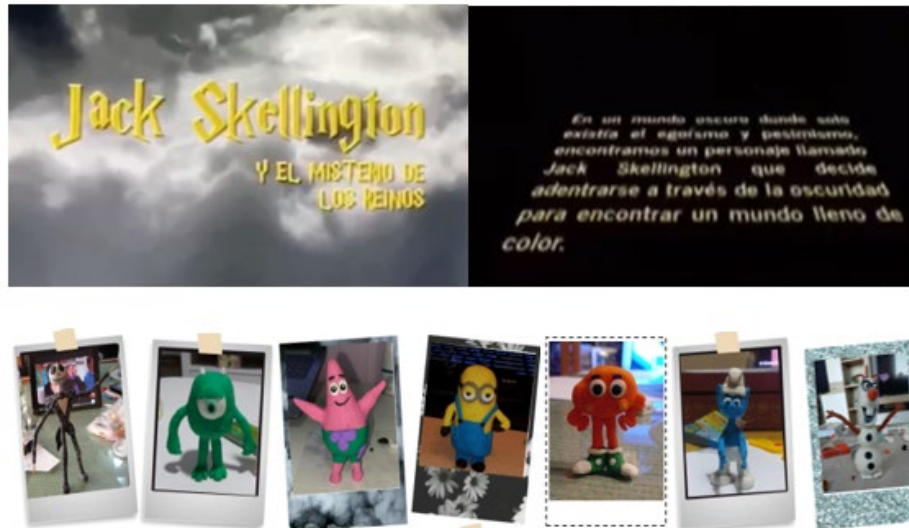 Jack Skellington
Y EL MISTERIO DE
LOS REINOS
En un mundo oscuro dunde solo
existía el egoísmo y pesimismo,
encontramos un personaje llamado
Jack Skellington que decide
adentrarse a través de la oscuridad
para encontrar un mundo lleno de
color.